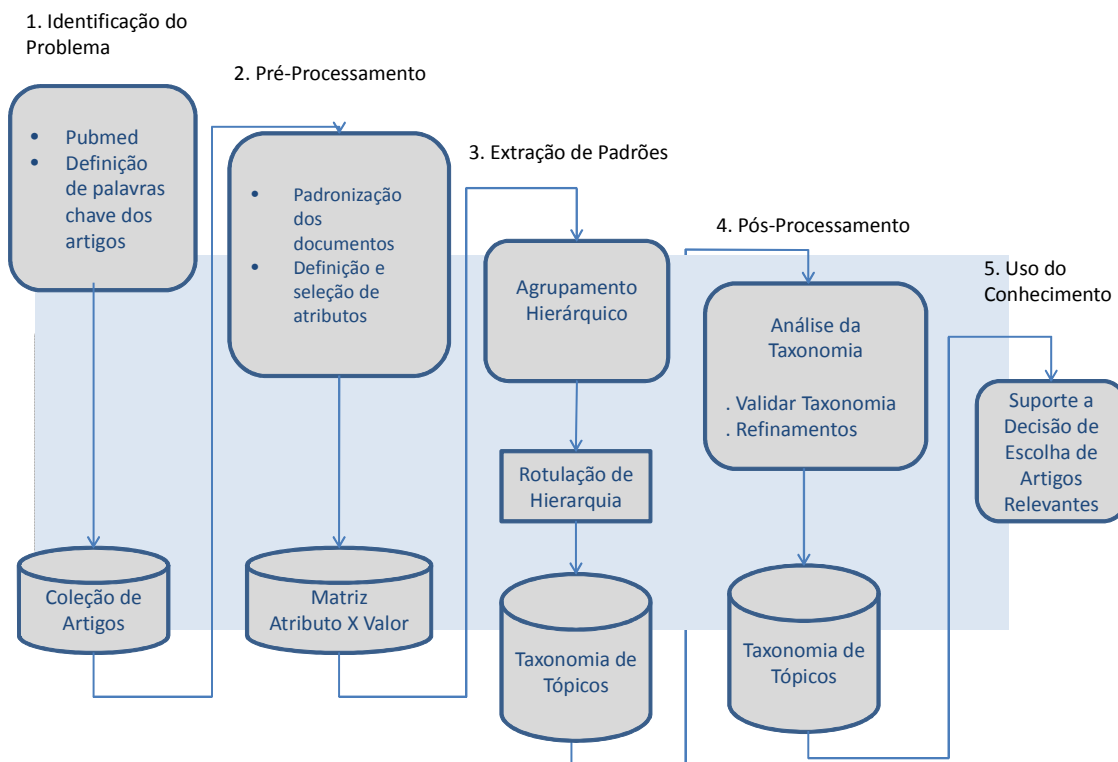 1. Identificação do
Problema
• Pubmed
• Definição
de palavras
chave dos
artigos
Coleção de
Artigos
2. Pré-Processamento
• Padronização
dos
documentos
• Definição e
seleção de
atributos
Matriz
Atributo X Valor
3. Extração de Padrões
Agrupamento
Hierárquico
Rotulação de
Hierarquia
Taxonomia de
Tópicos
4. Pós-Processamento
Análise da
Taxonomia
. Validar Taxonomia
. Refinamentos
Taxonomia de
Tópicos
5. Uso do
Conhecimento
Suporte a
Decisão de
Escolha de
Artigos
Relevantes